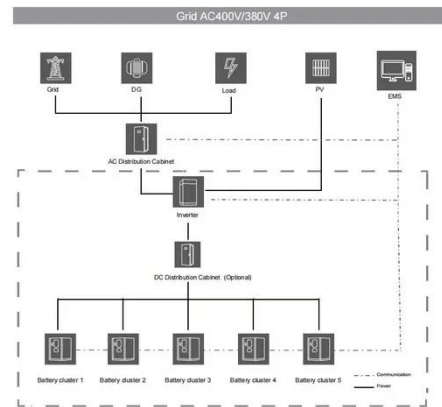 Grid AC400V/380V 4P
Grid
DG
Load
PV
EMS
AC Distribution Cabinet
Inverter
DC Distribution Cabinet (Optional)
Battery cluster 1
Battery cluster 2
Battery cluster 3
Battery cluster 4
Battery cluster 5
Communication
Power